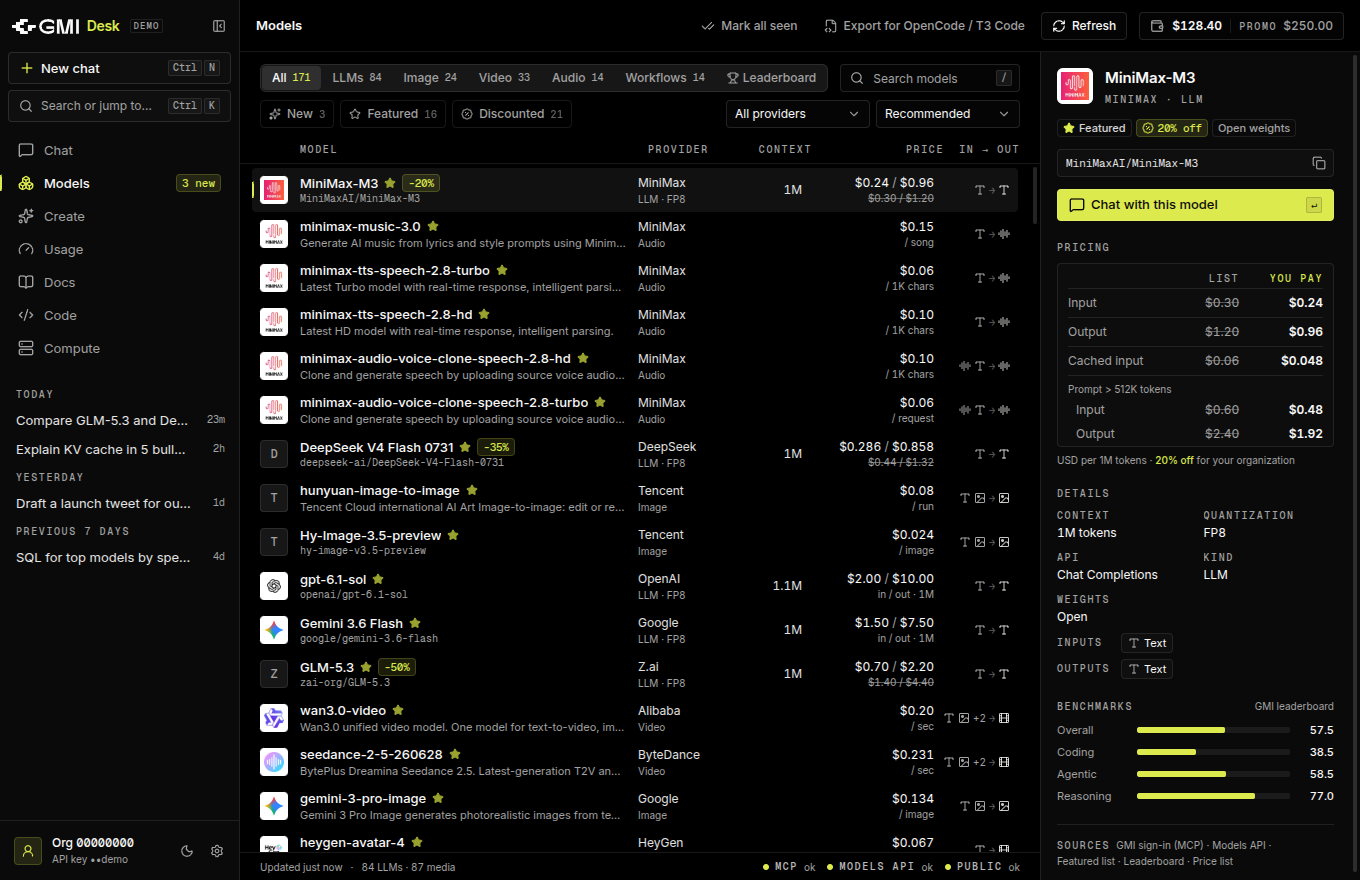 GMI Desk DEMO
New chat Ctrl N
Search or jump to... Ctrl K
Chat
Models 3 new
Create
Usage
Docs
Code
Compute
TODAY
Compare GLM-5.3 and De... 23m
Explain KV cache in 5 bull... 2h
YESTERDAY
Draft a launch tweet for ou... 1d
PREVIOUS 7 DAYS
SQL for top models by spe... 4d
Org 00000000
API key ••demo
Models
Mark all seen Export for OpenCode / T3 Code Refresh $128.40 PROMO $250.00
All 171 LLMs 84 Image 24 Video 33 Audio 14 Workflows 14 Leaderboard
Search models /
New 3 Featured 16 Discounted 21
All providers Recommended
MODEL PROVIDER CONTEXT PRICE IN → OUT
MiniMax-M3 -20% MiniMax 1M $0.24 / $0.96
MiniMaxAI/MiniMax-M3 LLM · FP8 $0.30 / $1.20
minimax-music-3.0 MiniMax $0.15
Generate AI music from lyrics and style prompts using Minim... Audio / song
minimax-tts-speech-2.8-turbo MiniMax $0.06
Latest Turbo model with real-time response, intelligent parsi... Audio / 1K chars
minimax-tts-speech-2.8-hd MiniMax $0.10
Latest HD model with real-time response, intelligent parsing. Audio / 1K chars
minimax-audio-voice-clone-speech-2.8-hd MiniMax $0.10
Clone and generate speech by uploading source voice audio... Audio / 1K chars
minimax-audio-voice-clone-speech-2.8-turbo MiniMax $0.06
Clone and generate speech by uploading source voice audio... Audio / request
D DeepSeek V4 Flash 0731 -35% DeepSeek 1M $0.286 / $0.858
deepseek-ai/DeepSeek-V4-Flash-0731 LLM · FP8 $0.44 / $1.32
T hunyuan-image-to-image Tencent $0.08
Tencent Cloud international AI Art Image-to-image: edit or re... Image / run
T Hy-Image-3.5-preview Tencent $0.024
hy-image-v3.5-preview Image / image
gpt-6.1-sol OpenAI 1.1M $2.00 / $10.00
openai/gpt-6.1-sol LLM · FP8 in / out · 1M
Gemini 3.6 Flash Google 1M $1.50 / $7.50
google/gemini-3.6-flash LLM · FP8 in / out · 1M
Z GLM-5.3 -50% Z.ai 1M $0.70 / $2.20
zai-org/GLM-5.3 LLM · FP8 $1.40 / $4.40
wan3.0-video Alibaba $0.20 +2
Wan3.0 unified video model. One model for text-to-video, im... Video / sec
seedance-2-5-260628 ByteDance $0.231 +2
BytePlus Dreamina Seedance 2.5. Latest-generation T2V an... Video / sec
gemini-3-pro-image Google $0.134
Gemini 3 Pro Image generates photorealistic images from te... Image / image
heygen-avatar-4 HeyGen $0.067
Updated just now · 84 LLMs · 87 media MCP ok MODELS API ok PUBLIC ok
MiniMax-M3
MINIMAX · LLM
Featured 20% off Open weights
MiniMaxAI/MiniMax-M3
Chat with this model
PRICING
LIST YOU PAY
Input $0.30 $0.24
Output $1.20 $0.96
Cached input $0.06 $0.048
Prompt > 512K tokens
Input $0.60 $0.48
Output $2.40 $1.92
USD per 1M tokens · 20% off for your organization
DETAILS
CONTEXT QUANTIZATION
1M tokens FP8
API KIND
Chat Completions LLM
WEIGHTS
Open
INPUTS Text
OUTPUTS Text
BENCHMARKS GMI leaderboard
Overall 57.5
Coding 38.5
Agentic 58.5
Reasoning 77.0
SOURCES GMI sign-in (MCP) · Models API ·
Featured list · Leaderboard · Price list